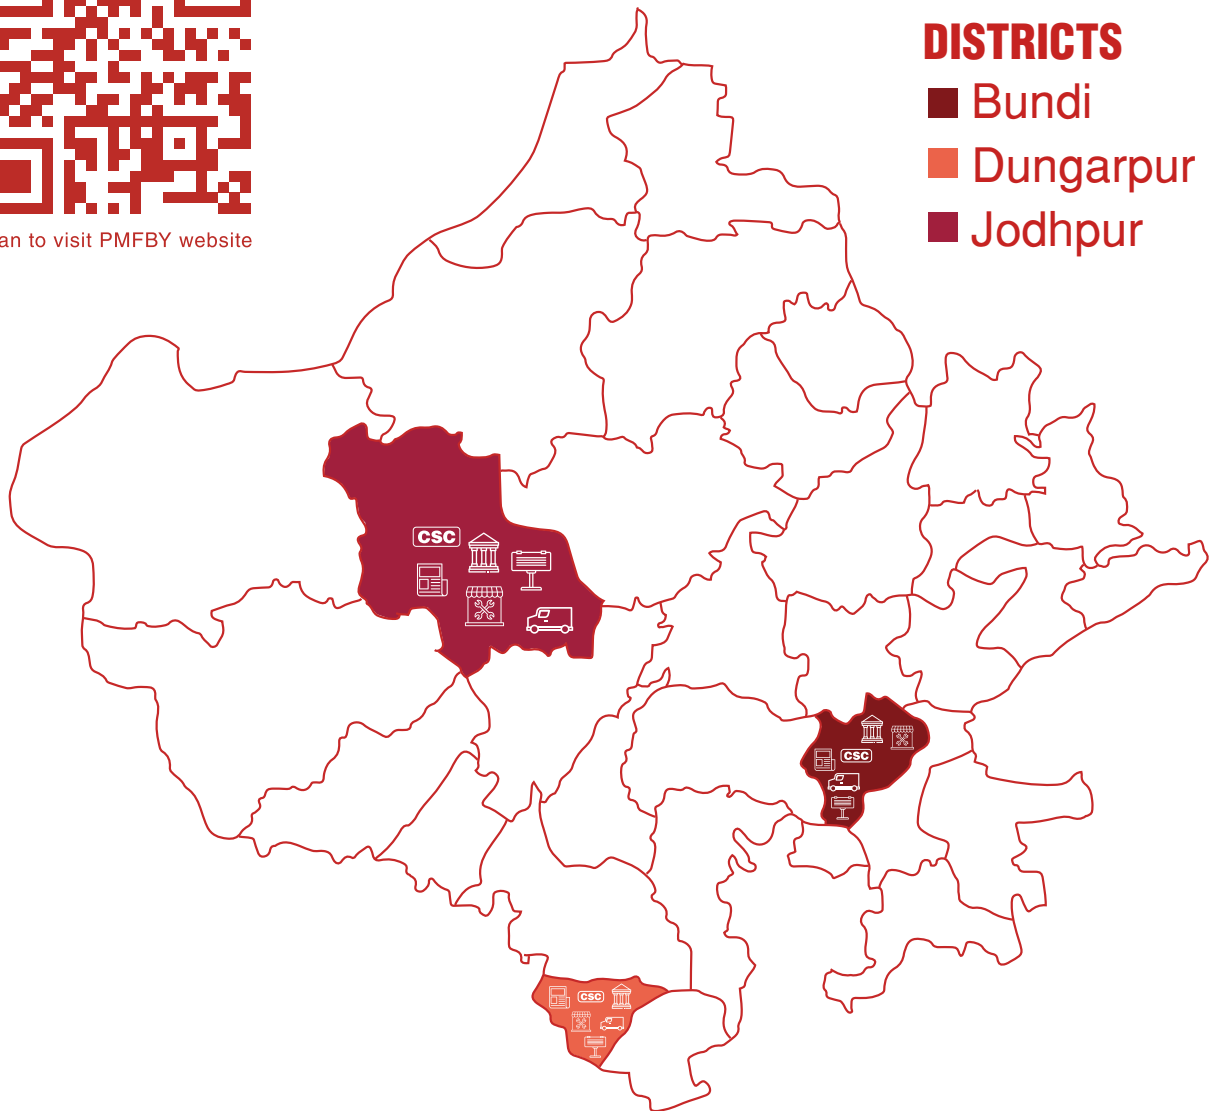 DISTRICTS
Bundi
Dungarpur
Jodhpur
an to visit PMFBY website
CSC
CSC
CSC